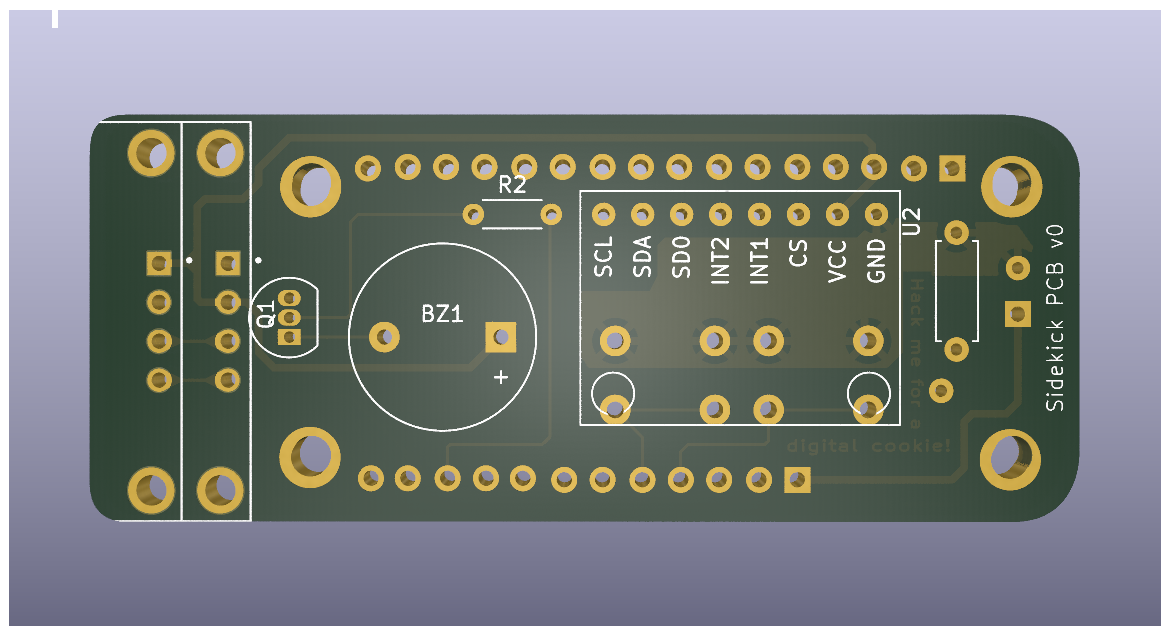 R2
U2
SCL
SDA
SDO
INT2
INT1
CS
VCC
GND
Q1
BZ1
+
Sidekick PCB v0
Hack me for a
digital cookie!